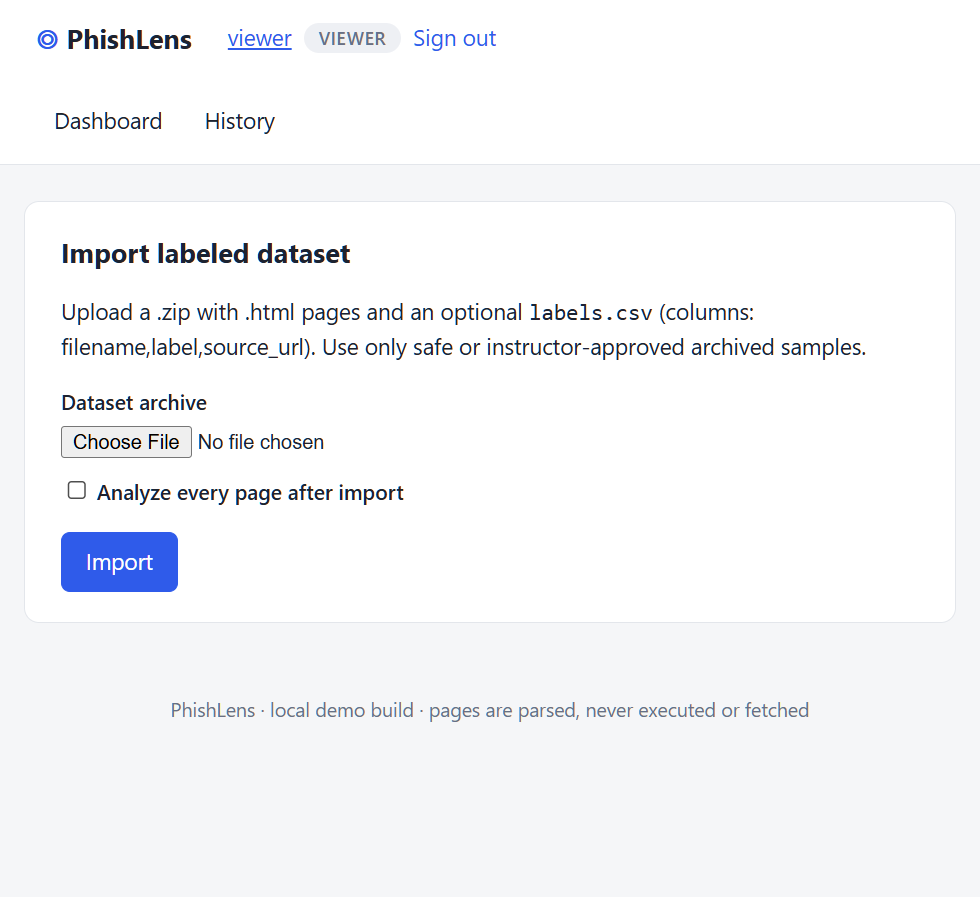 PhishLens viewer VIEWER Sign out
Dashboard History
Import labeled dataset
Upload a .zip with .html pages and an optional labels.csv (columns:
filename,label,source_url). Use only safe or instructor-approved archived samples.
Dataset archive
Choose File No file chosen
Analyze every page after import
Import
PhishLens · local demo build · pages are parsed, never executed or fetched